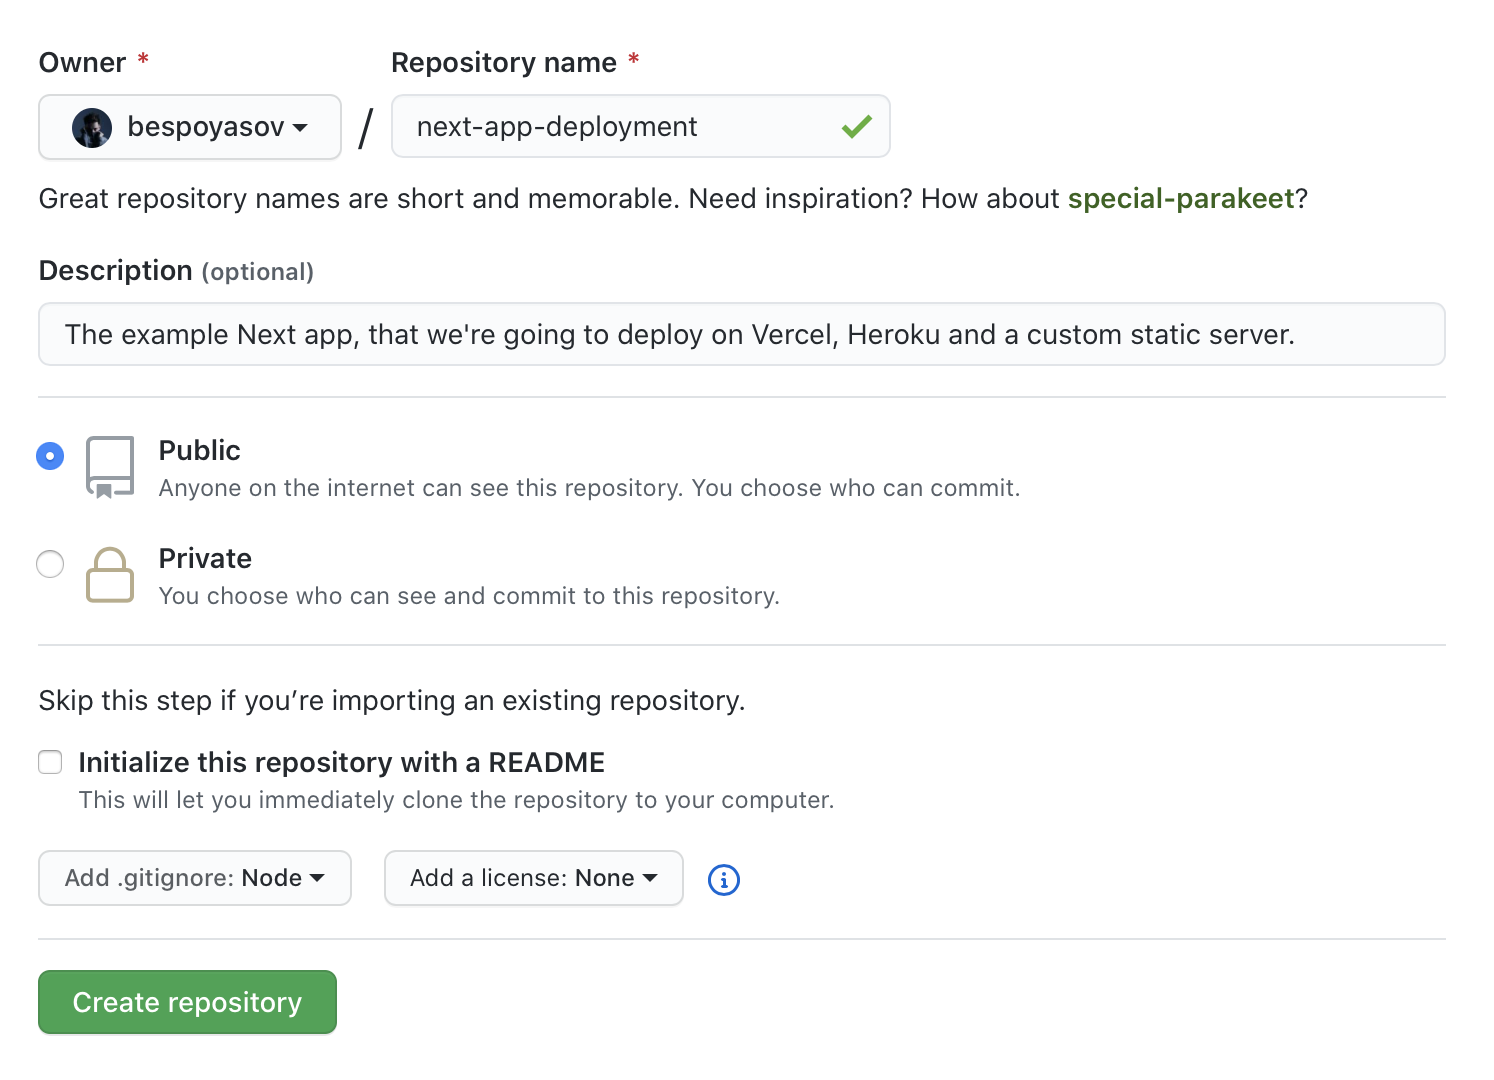 Owner * Repository name *
bespoyasov / next-app-deployment
Great repository names are short and memorable. Need inspiration? How about special-parakeet?
Description (optional)
The example Next app, that we're going to deploy on Vercel, Heroku and a custom static server.
Public
Anyone on the internet can see this repository. You choose who can commit.
Private
You choose who can see and commit to this repository.
Skip this step if you’re importing an existing repository.
Initialize this repository with a README
This will let you immediately clone the repository to your computer.
Add .gitignore: Node Add a license: None
Create repository